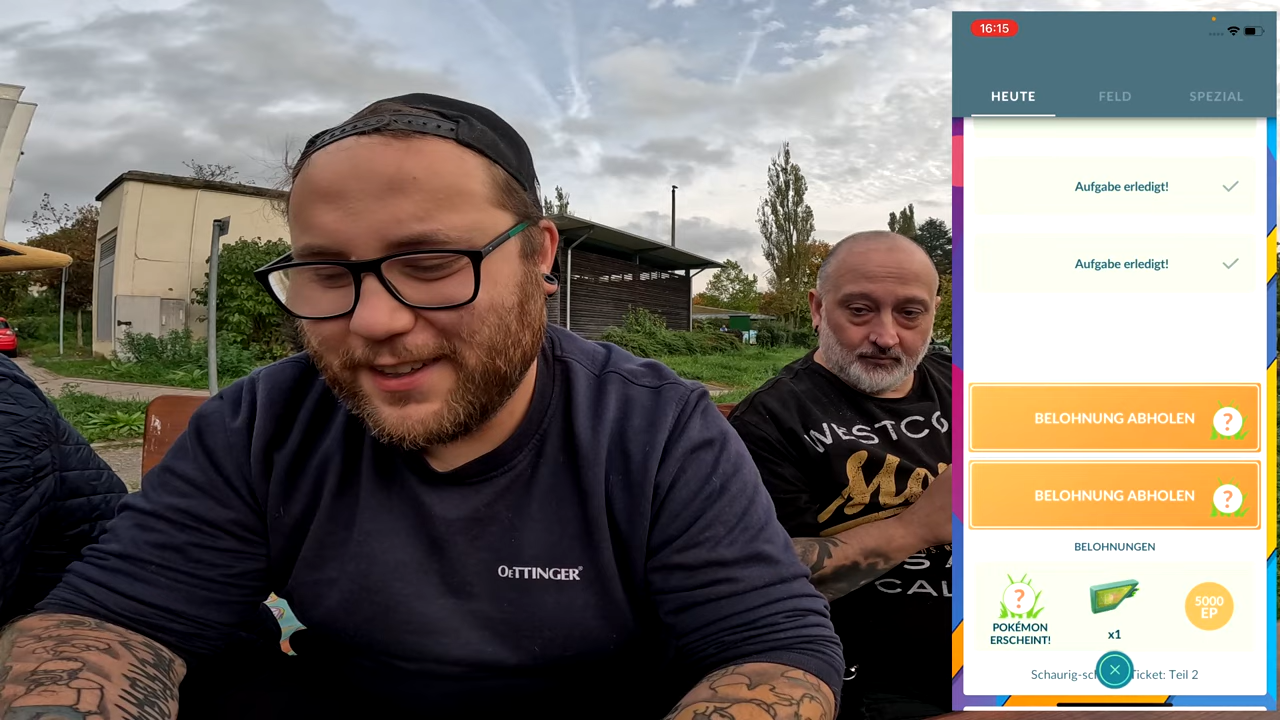 16:15
HEUTE
FELD
SPEZIAL
Aufgabe erledigt!
Aufgabe erledigt!
BELOHNUNG ABHOLEN
?
BELOHNUNG ABHOLEN
?
BELOHNUNGEN
?
POKÉMON
ERSCHEINT!
x1
5000
EP
Ticket: Teil 2
OETTINGER